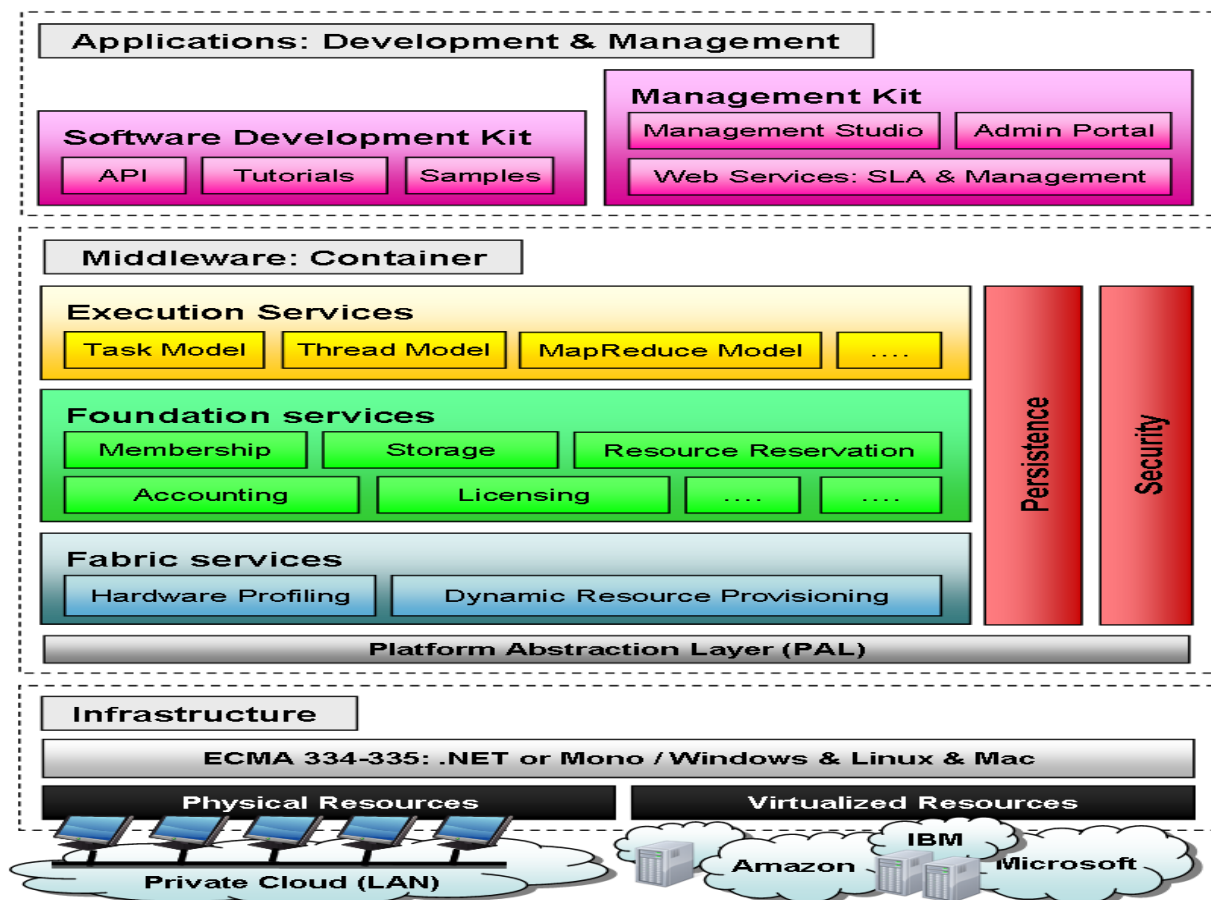 Applications: Development & Management
Software Development Kit
API
Tutorials
Samples
Management Kit
Management Studio
Admin Portal
Web Services: SLA & Management
Middleware: Container
Execution Services
Task Model
Thread Model
MapReduce Model
....
Foundation services
Membership
Storage
Resource Reservation
Accounting
Licensing
....
....
Fabric services
Hardware Profiling
Dynamic Resource Provisioning
Persistence
Security
Platform Abstraction Layer (PAL)
Infrastructure
ECMA 334-335: .NET or Mono / Windows & Linux & Mac
Physical Resources
Virtualized Resources
Private Cloud (LAN)
Amazon
IBM
Microsoft